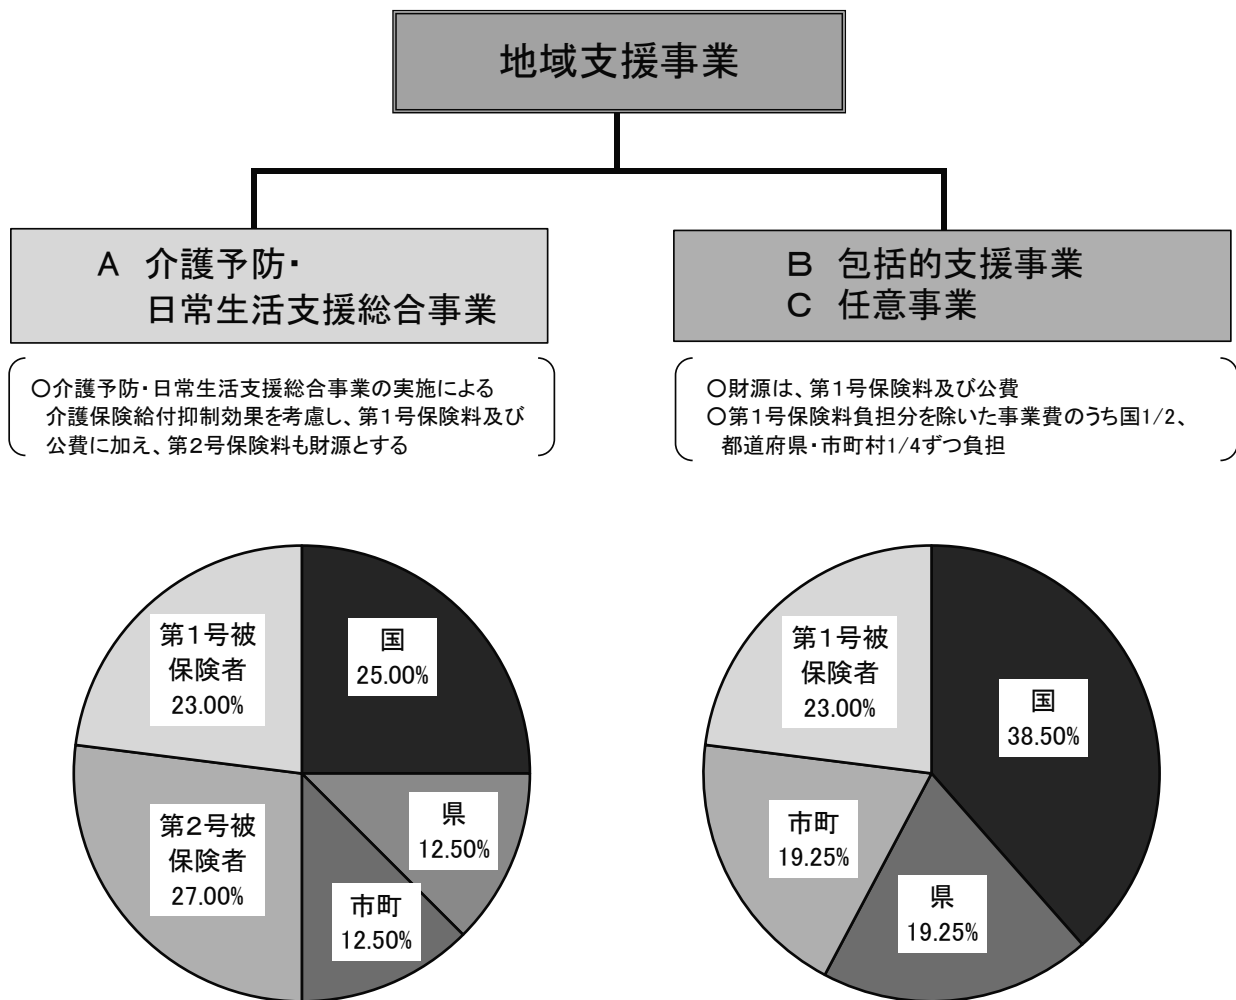 地域支援事業
A 介護予防・
日常生活支援総合事業
B 包括的支援事業
C 任意事業
○介護予防・日常生活支援総合事業の実施による
介護保険給付抑制効果を考慮し、第1号保険料及び
公費に加え、第2号保険料も財源とする
○財源は、第1号保険料及び公費
○第1号保険料負担分を除いた事業費のうち国1/2、
都道府県・市町村1/4ずつ負担
第1号被
保険者
23.00%
国
25.00%
第2号被
保険者
27.00%
県
12.50%
市町
12.50%
第1号被
保険者
23.00%
国
38.50%
市町
19.25%
県
19.25%